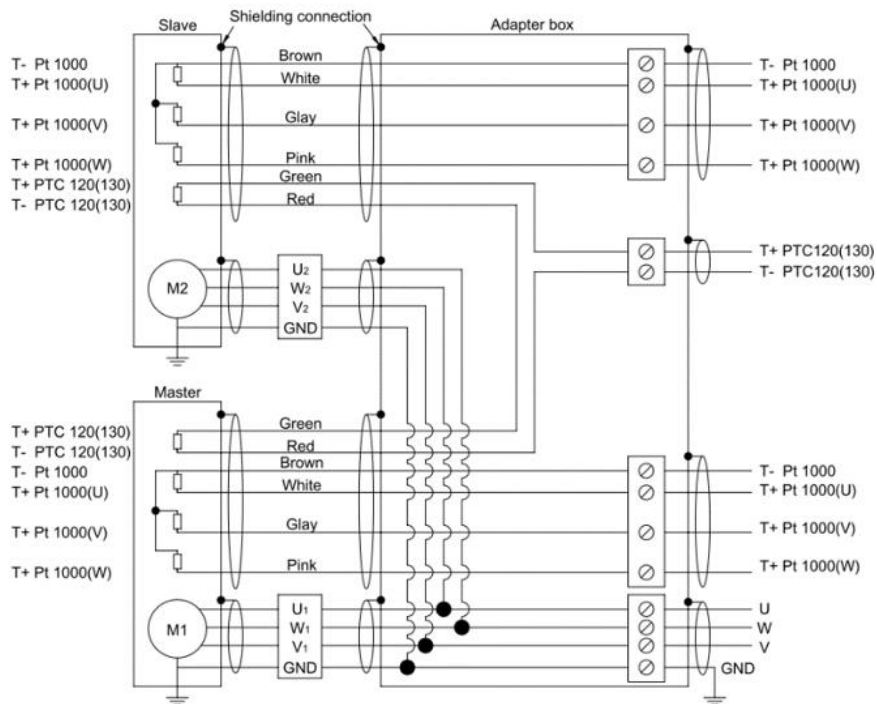 Shielding connection
Slave
Adapter box
T- Pt 1000
Brown
T- Pt 1000
T+ Pt 1000(U)
White
T+ Pt 1000(U)
T+ Pt 1000(V)
Glay
T+ Pt 1000(V)
T+ Pt 1000(W)
Pink
T+ Pt 1000(W)
T+ PTC 120(130)
Green
T- PTC 120(130)
Red
T+ PTC120(130)
T- PTC120(130)
M2
U2
W2
V2
GND
Master
T+ PTC 120(130)
Green
T- PTC 120(130)
Red
T- Pt 1000
Brown
T- Pt 1000
T+ Pt 1000(U)
White
T+ Pt 1000(U)
T+ Pt 1000(V)
Glay
T+ Pt 1000(V)
T+ Pt 1000(W)
Pink
T+ Pt 1000(W)
M1
U1
U
W1
W
V1
V
GND
GND